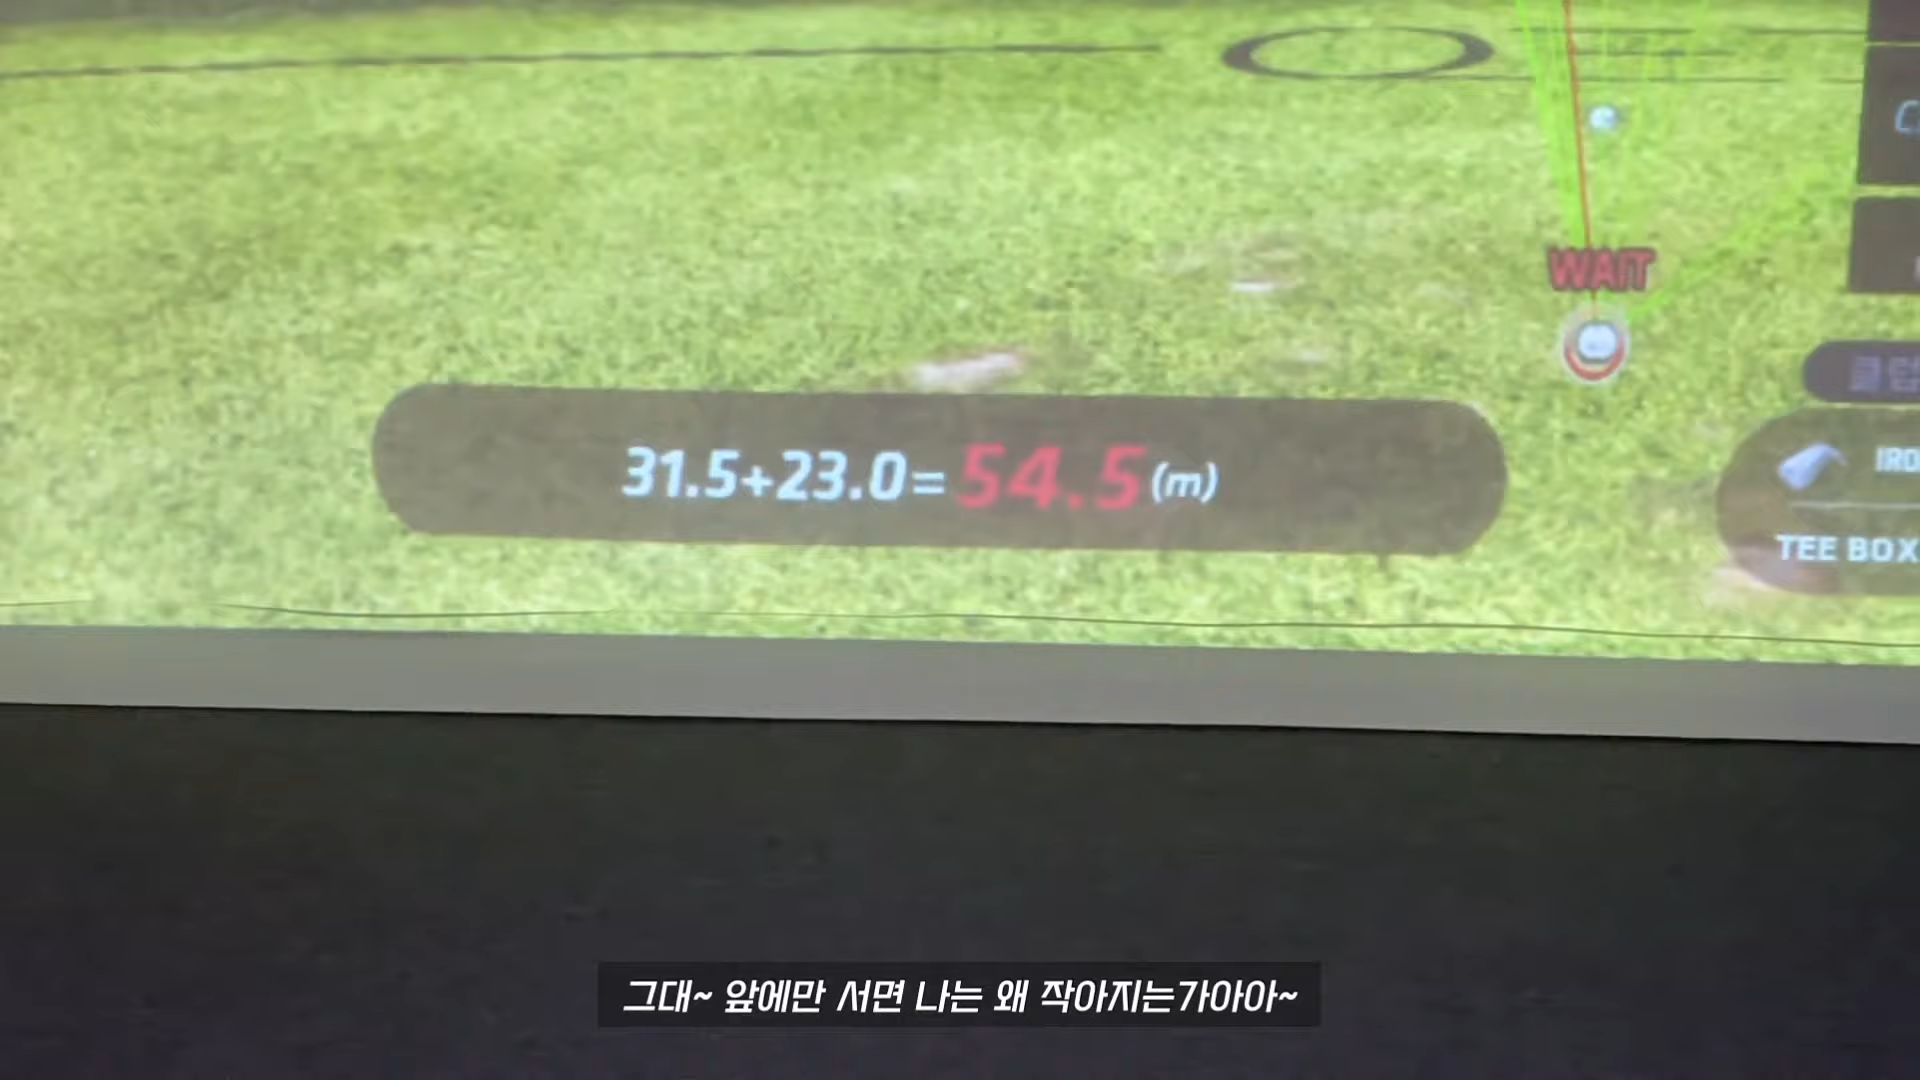 WAIT
31.5+23.0=54.5(m)
TEE BOX
그대~ 앞에만 서면 나는 왜 작아지는가아아~